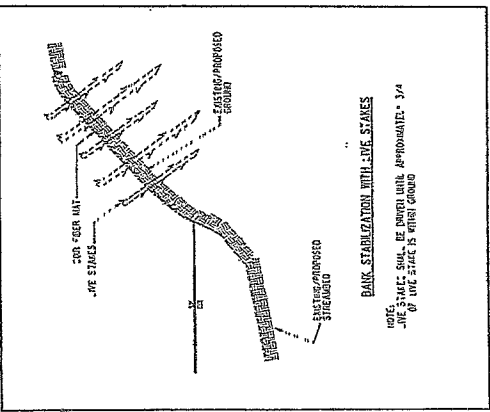 COIR FIBER MAT
LIVE STAKES
EXISTING/PROPOSED
GROUND
EXISTING/PROPOSED
STREAMBED
BANK STABILIZATION WITH LIVE STAKES
NOTE:
LIVE STAKES SHALL BE DRIVEN UNTIL APPROXIMATELY 3/4
OF LIVE STAKE IS WITHIN GROUND